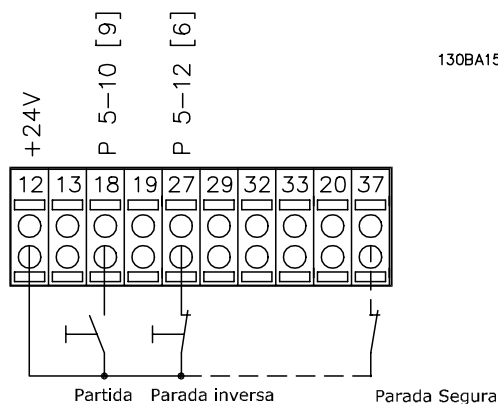 130BA15
+24V
P 5-10 [9]
P 5-12 [6]
12 13 18 19 27 29 32 33 20 37
Partida Parada inversa Parada Segura